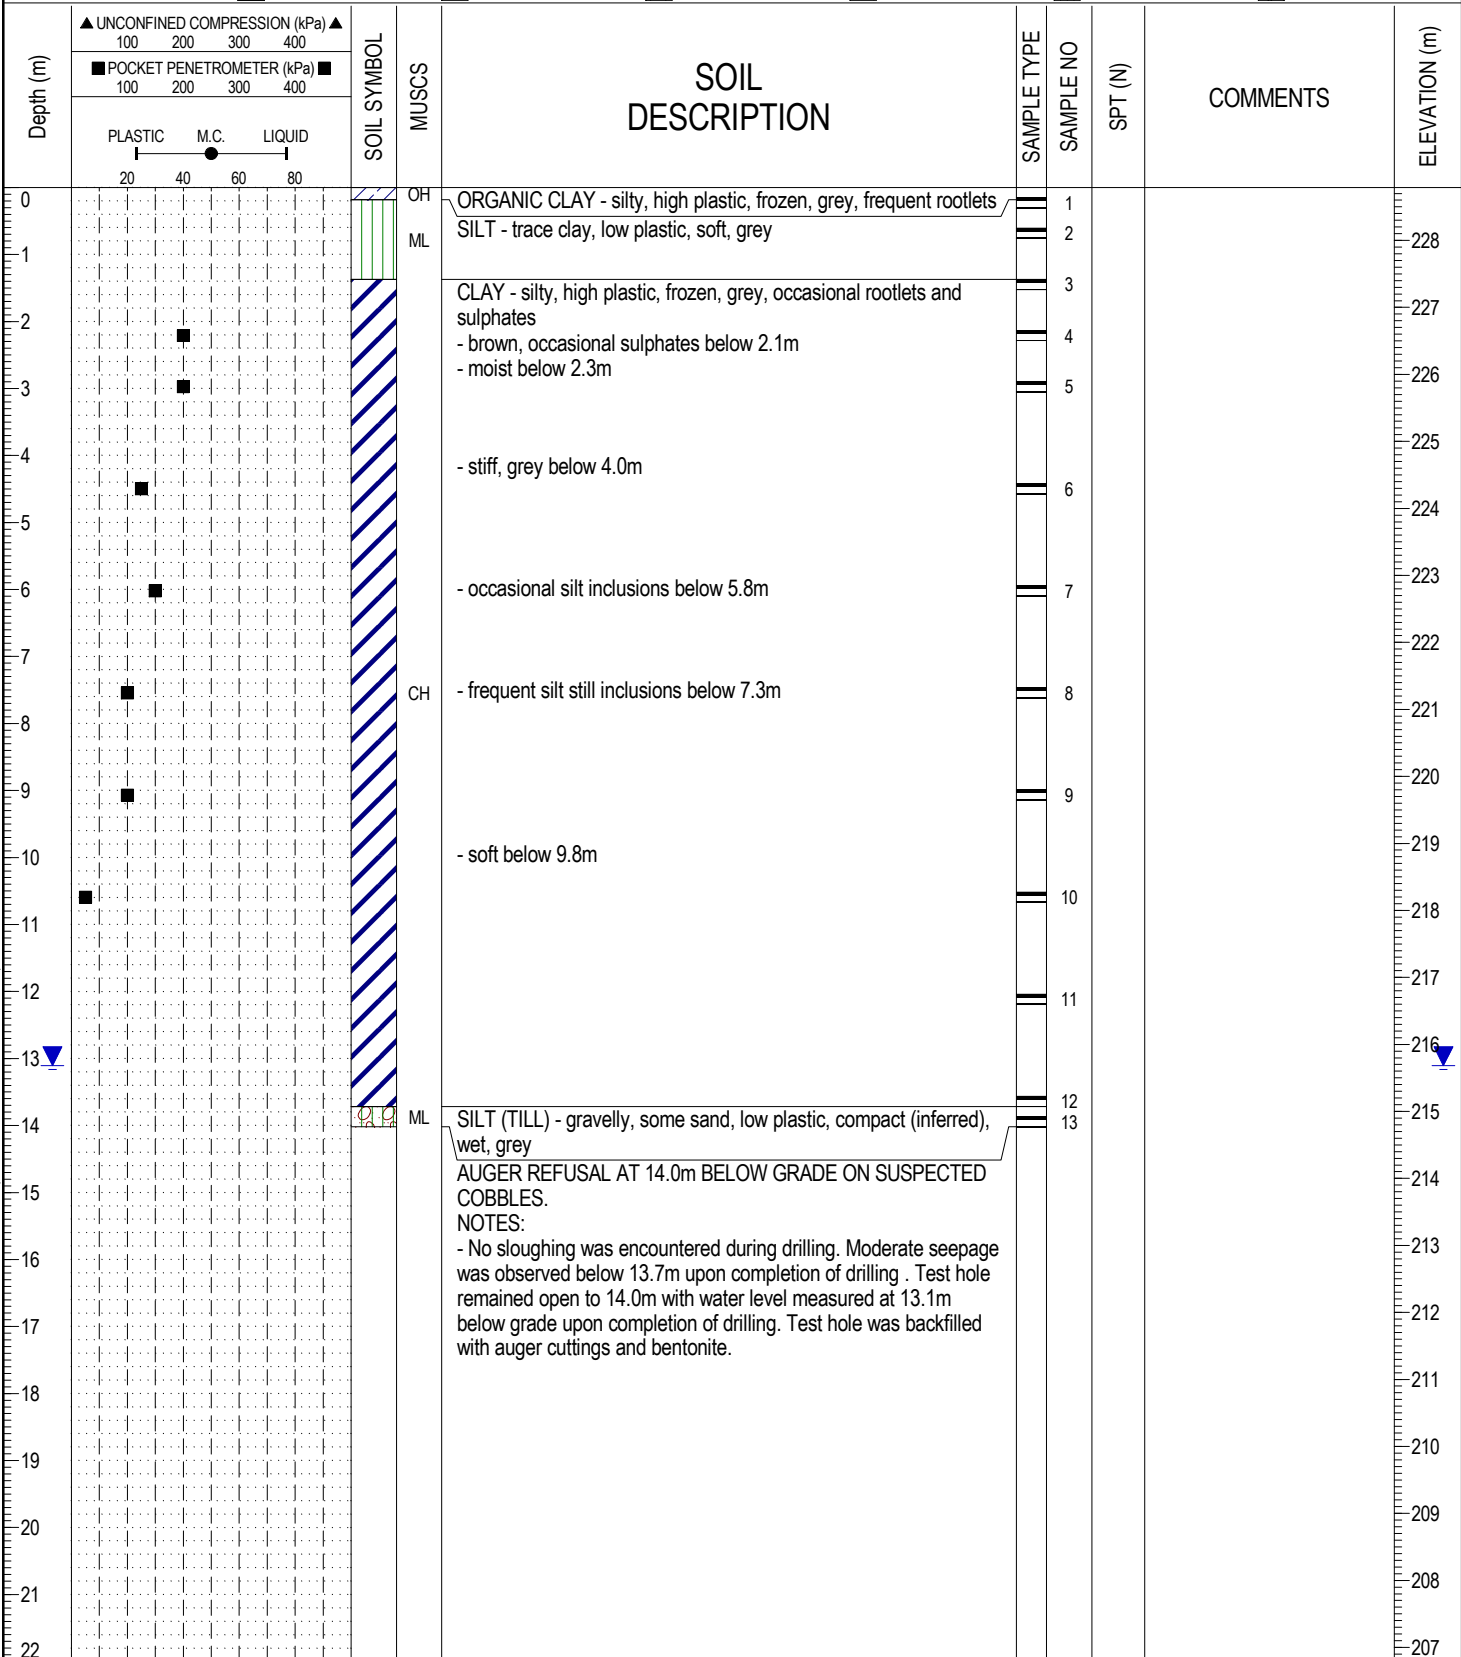 ▲ UNCONFINED COMPRESSION (kPa) ▲
100 200 300 400
■ POCKET PENETROMETER (kPa) ■
100 200 300 400
PLASTIC M.C. LIQUID
20 40 60 80
Depth (m)
SOIL SYMBOL
MUSCS
SOIL
DESCRIPTION
SAMPLE TYPE
SAMPLE NO
SPT (N)
COMMENTS
ELEVATION (m)
0
1
2
3
4
5
6
7
8
9
10
11
12
13
14
15
16
17
18
19
20
21
22
OH
ML
CH
ML
ORGANIC CLAY - silty, high plastic, frozen, grey, frequent rootlets
SILT - trace clay, low plastic, soft, grey
CLAY - silty, high plastic, frozen, grey, occasional rootlets and
sulphates
- brown, occasional sulphates below 2.1m
- moist below 2.3m
- stiff, grey below 4.0m
- occasional silt inclusions below 5.8m
- frequent silt still inclusions below 7.3m
- soft below 9.8m
SILT (TILL) - gravelly, some sand, low plastic, compact (inferred),
wet, grey
AUGER REFUSAL AT 14.0m BELOW GRADE ON SUSPECTED
COBBLES.
NOTES:
- No sloughing was encountered during drilling. Moderate seepage
was observed below 13.7m upon completion of drilling . Test hole
remained open to 14.0m with water level measured at 13.1m
below grade upon completion of drilling. Test hole was backfilled
with auger cuttings and bentonite.
1
2
3
4
5
6
7
8
9
10
11
12
13
228
227
226
225
224
223
222
221
220
219
218
217
216
215
214
213
212
211
210
209
208
207